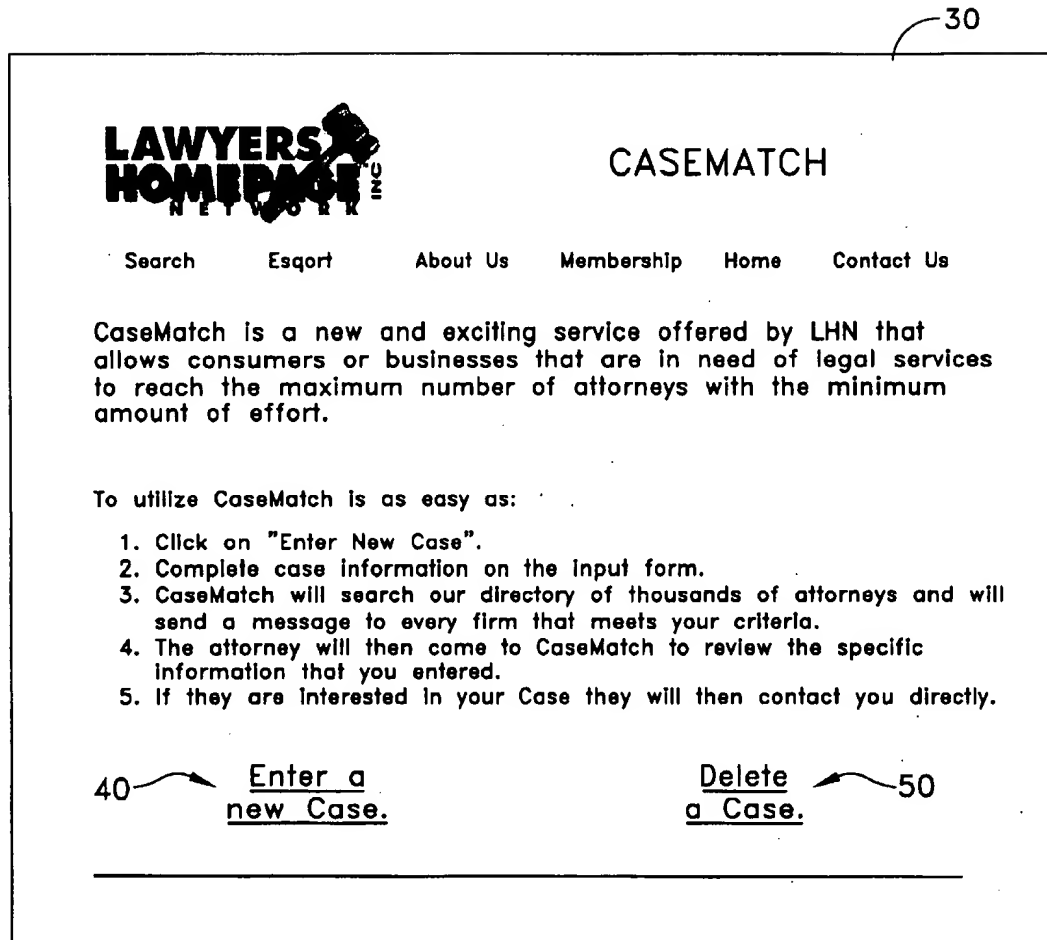 30
LAWYERS
HOMEPAGE INC
NETWORK
CASEMATCH
Search Esqort About Us Membership Home Contact Us
CaseMatch is a new and exciting service offered by LHN that
allows consumers or businesses that are in need of legal services
to reach the maximum number of attorneys with the minimum
amount of effort.
To utilize CaseMatch is as easy as:
1. Click on "Enter New Case".
2. Complete case information on the input form.
3. CaseMatch will search our directory of thousands of attorneys and will
send a message to every firm that meets your criteria.
4. The attorney will then come to CaseMatch to review the specific
information that you entered.
5. If they are interested in your Case they will then contact you directly.
40 Enter a Delete 50
new Case. a Case.